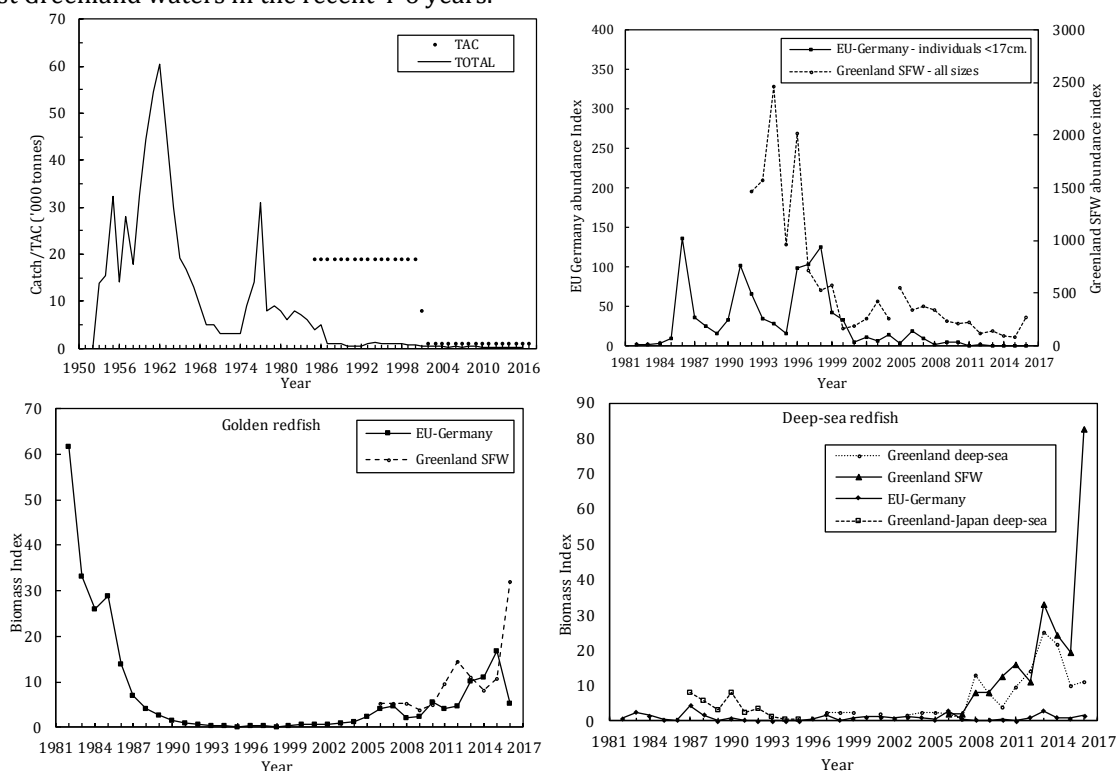 st Greenland waters in the recent 4-6 years.
70
60
50
40
30
20
10
0
Catch/TAC ('000 tonnes)
TAC
TOTAL
1950 1956 1962 1968 1974 1980 1986 1992 1998 2004 2010 2016
Year
400
350
300
250
200
150
100
50
0
EU Germany abundance Index
EU-Germany - individuals <17cm.
Greenland SFW - all sizes
3000
2500
2000
1500
1000
500
0
Greenland SFW abundance index
1981 1984 1987 1990 1993 1996 1999 2002 2005 2008 2011 2014 2017
Year
70
60
50
40
30
20
10
0
Biomass Index
Golden redfish
EU-Germany
Greenland SFW
1981 1984 1987 1990 1993 1996 1999 2002 2005 2008 2011 2014 2017
Year
90
80
70
60
50
40
30
20
10
0
Biomass Index
Deep-sea redfish
Greenland deep-sea
Greenland SFW
EU-Germany
Greenland-Japan deep-sea
1981 1984 1987 1990 1993 1996 1999 2002 2005 2008 2011 2014 2017
Year